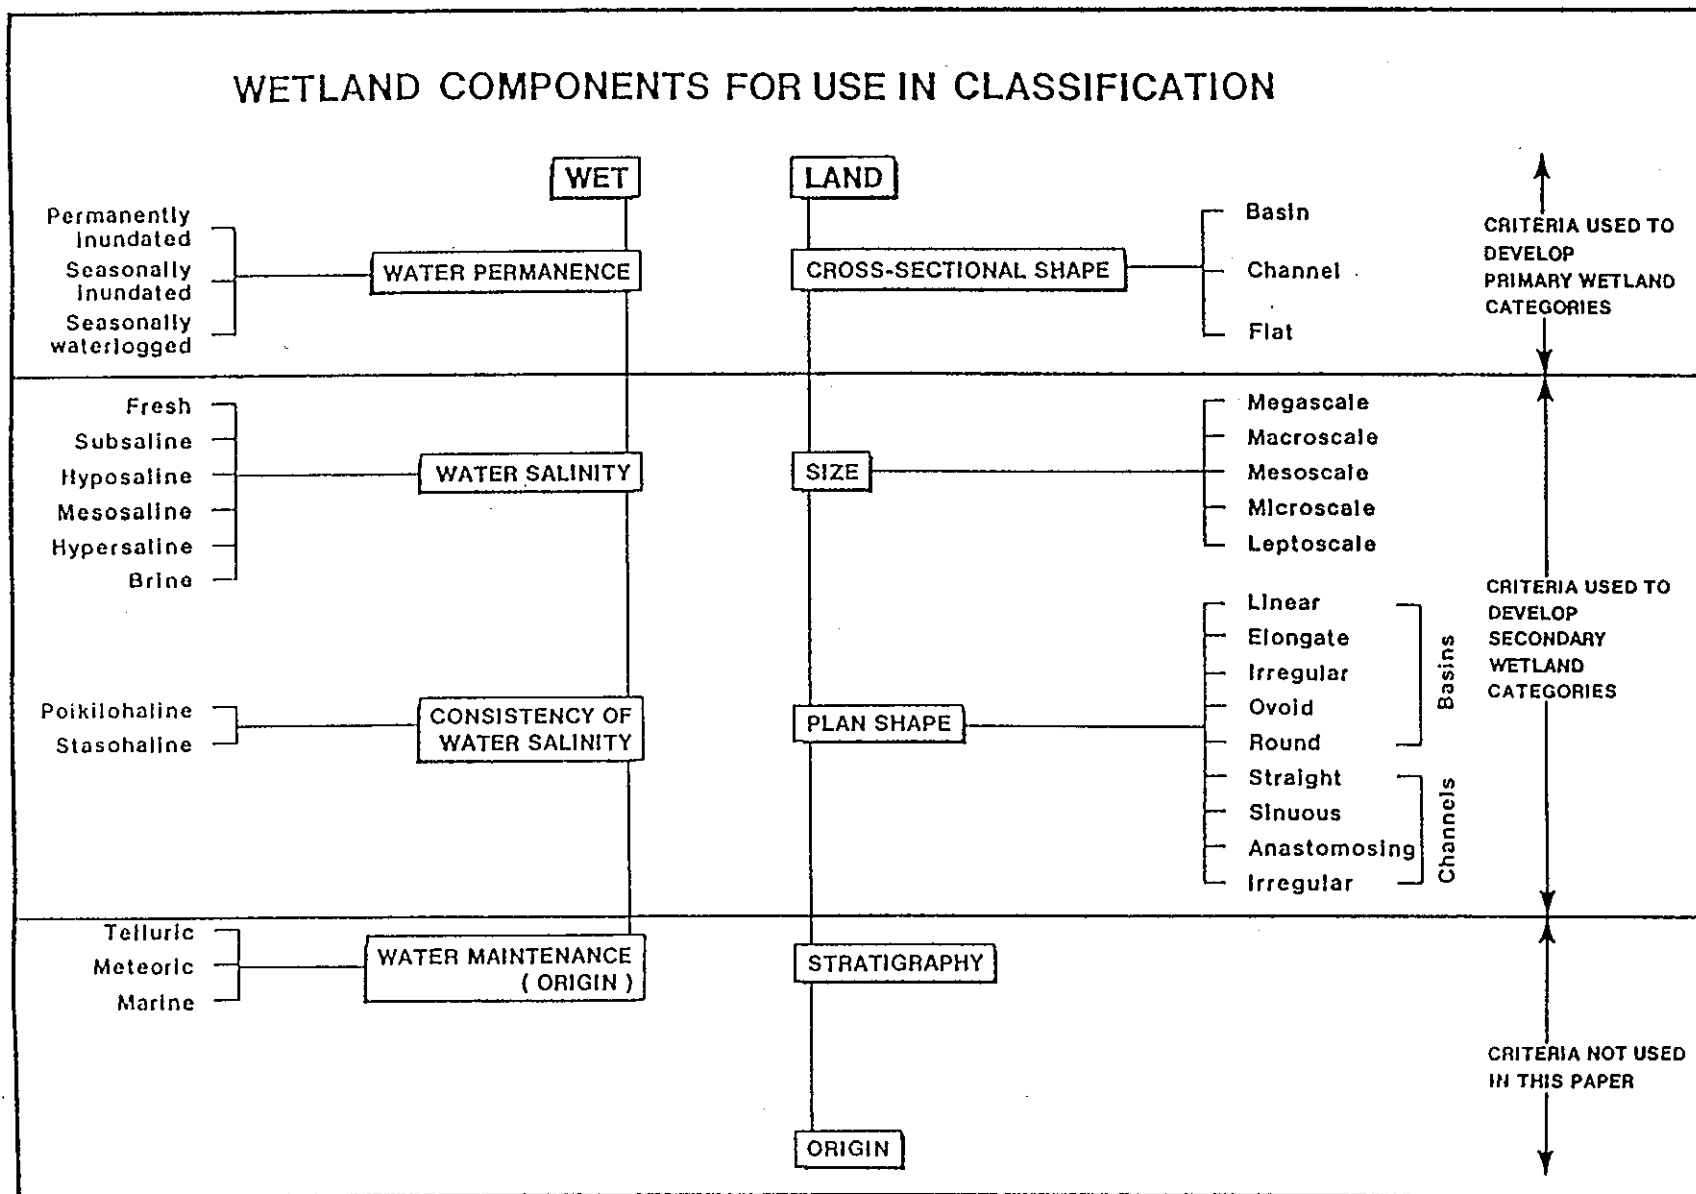 WETLAND COMPONENTS FOR USE IN CLASSIFICATION
WET
LAND
Permanently
inundated
Seasonally
inundated
Seasonally
waterlogged
WATER PERMANENCE
CROSS-SECTIONAL SHAPE
Basin
Channel
Flat
CRITERIA USED TO
DEVELOP
PRIMARY WETLAND
CATEGORIES
Fresh
Subsaline
Hyposaline
Mesosaline
Hypersaline
Brine
WATER SALINITY
SIZE
Megascale
Macroscale
Mesoscale
Microscale
Leptoscale
Poikilohaline
Stasohaline
CONSISTENCY OF
WATER SALINITY
PLAN SHAPE
Linear
Elongate
Irregular
Ovoid
Round
Basins
Straight
Sinuous
Anastomosing
Irregular
Channels
CRITERIA USED TO
DEVELOP
SECONDARY
WETLAND
CATEGORIES
Telluric
Meteoric
Marine
WATER MAINTENANCE
( ORIGIN )
STRATIGRAPHY
ORIGIN
CRITERIA NOT USED
IN THIS PAPER